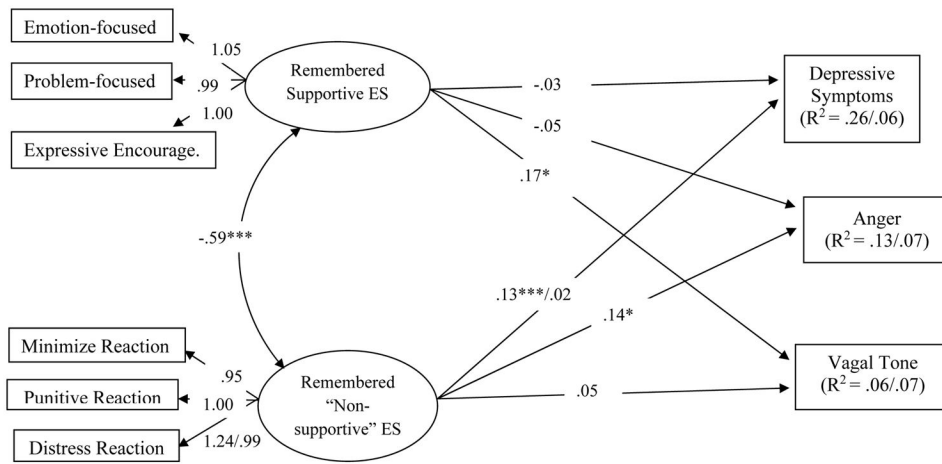 Emotion-focused
1.05
Problem-focused
.99
1.00
Expressive Encourage.
Remembered
Supportive ES
-.03
-.05
.17*
Depressive
Symptoms
(R² = .26/.06)
Anger
(R² = .13/.07)
-.59***
.13***/.02
.14*
Minimize Reaction
.95
Punitive Reaction
1.00
Distress Reaction
1.24/.99
Remembered
“Non-
supportive” ES
.05
Vagal Tone
(R² = .06/.07)